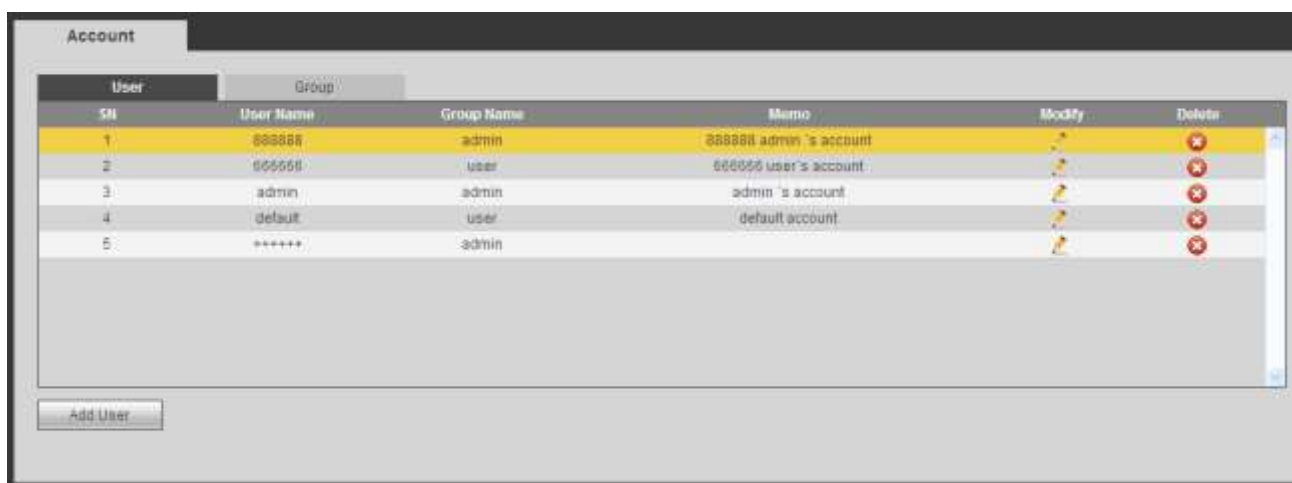 Account
User Group
SN User Name Group Name Memo Modify Delete
1 888888 admin 888888 admin 's account
2 666666 user 666666 user's account
3 admin admin admin 's account
4 default user default account
5 ++++++ admin
Add User